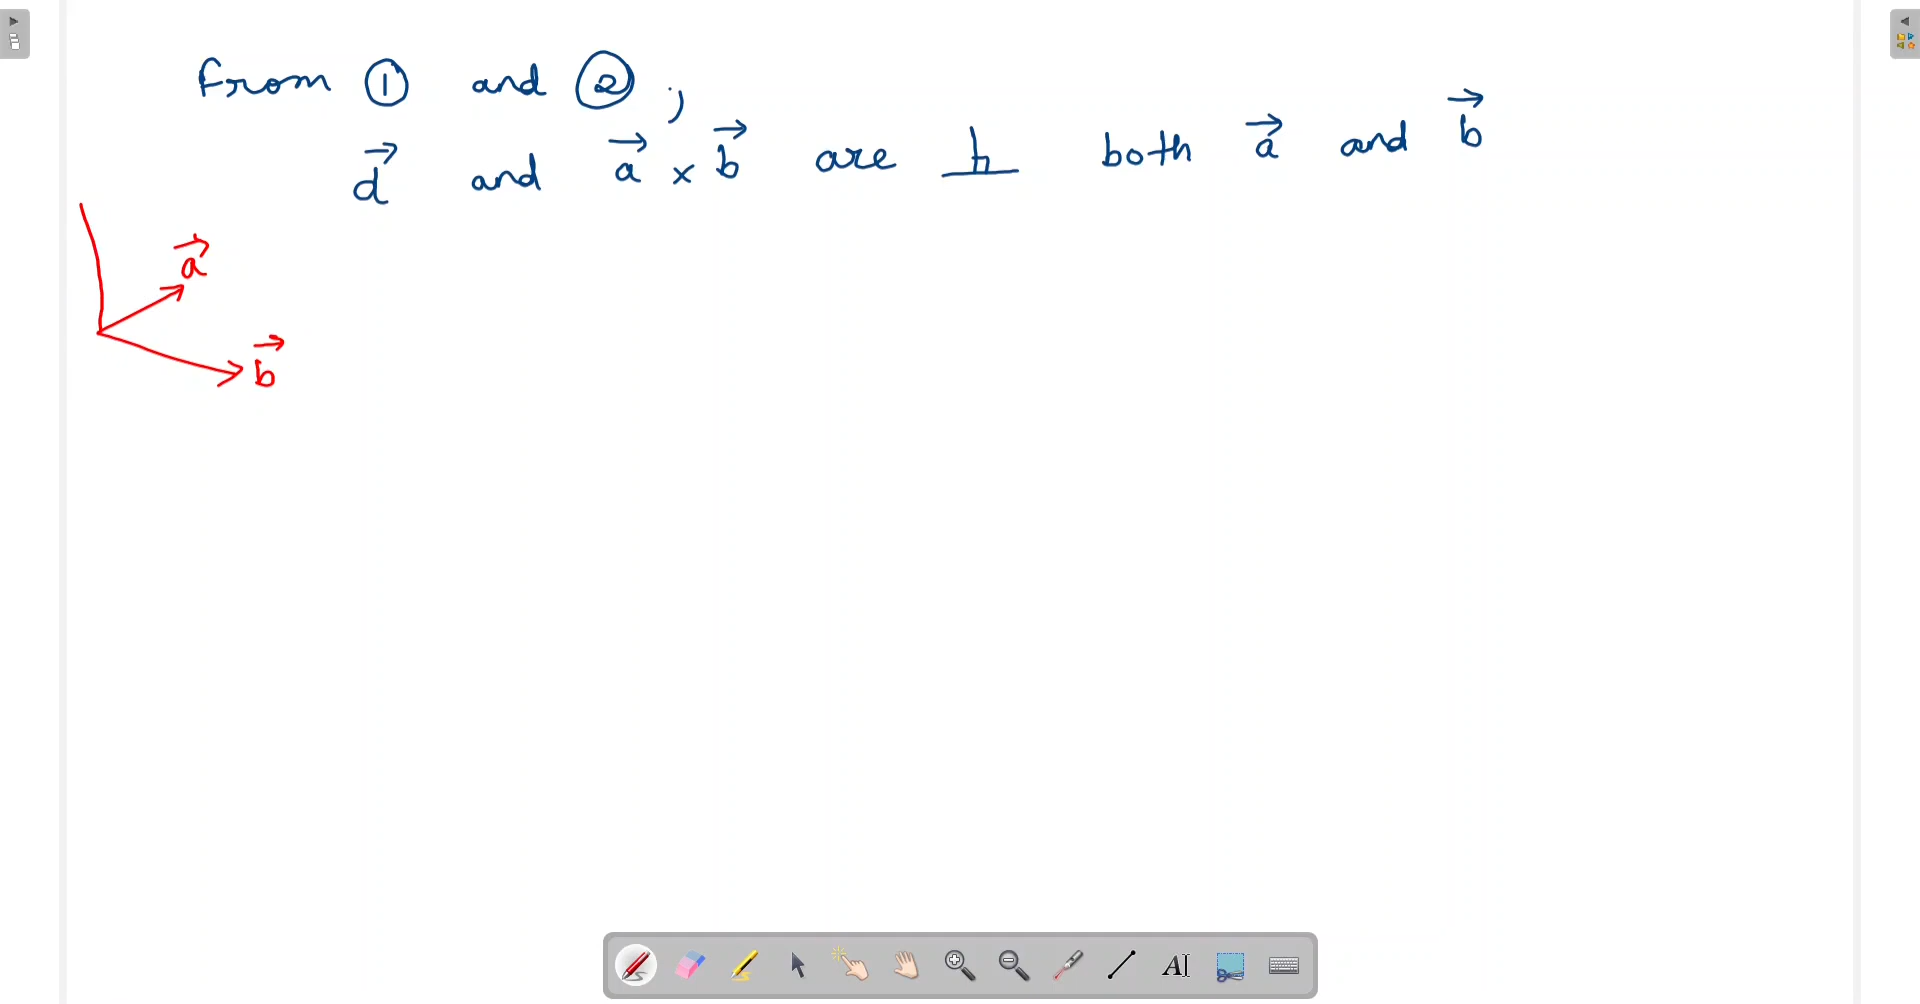 From ① and ② ;
d⃗ and a⃗ × b⃗ are ⊥ both a⃗ and b⃗
a⃗
b⃗
A